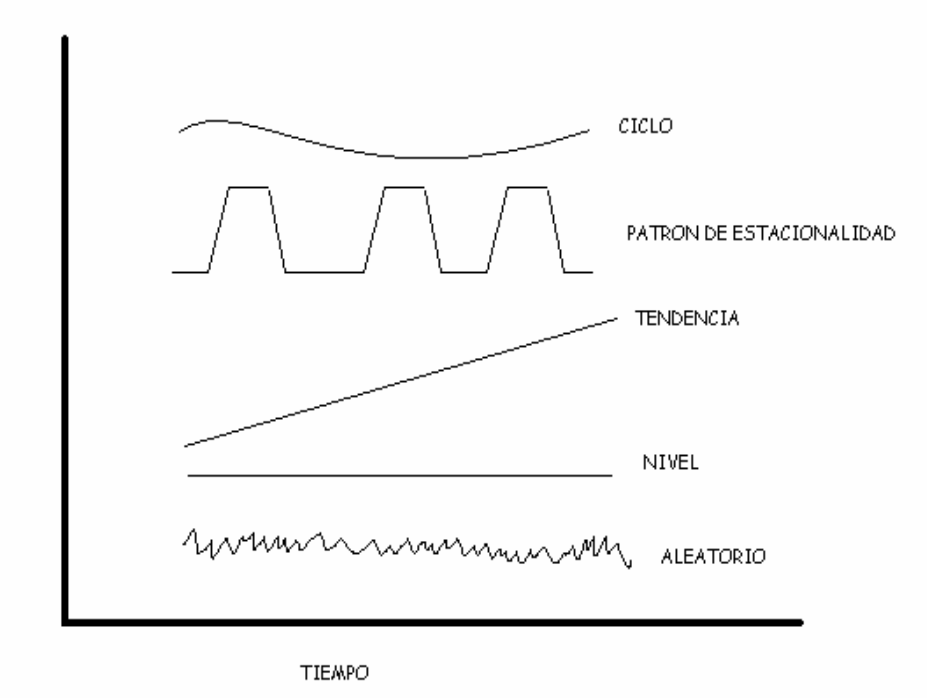 CICLO
PATRON DE ESTACIONALIDAD
TENDENCIA
NIVEL
ALEATORIO
TIEMPO